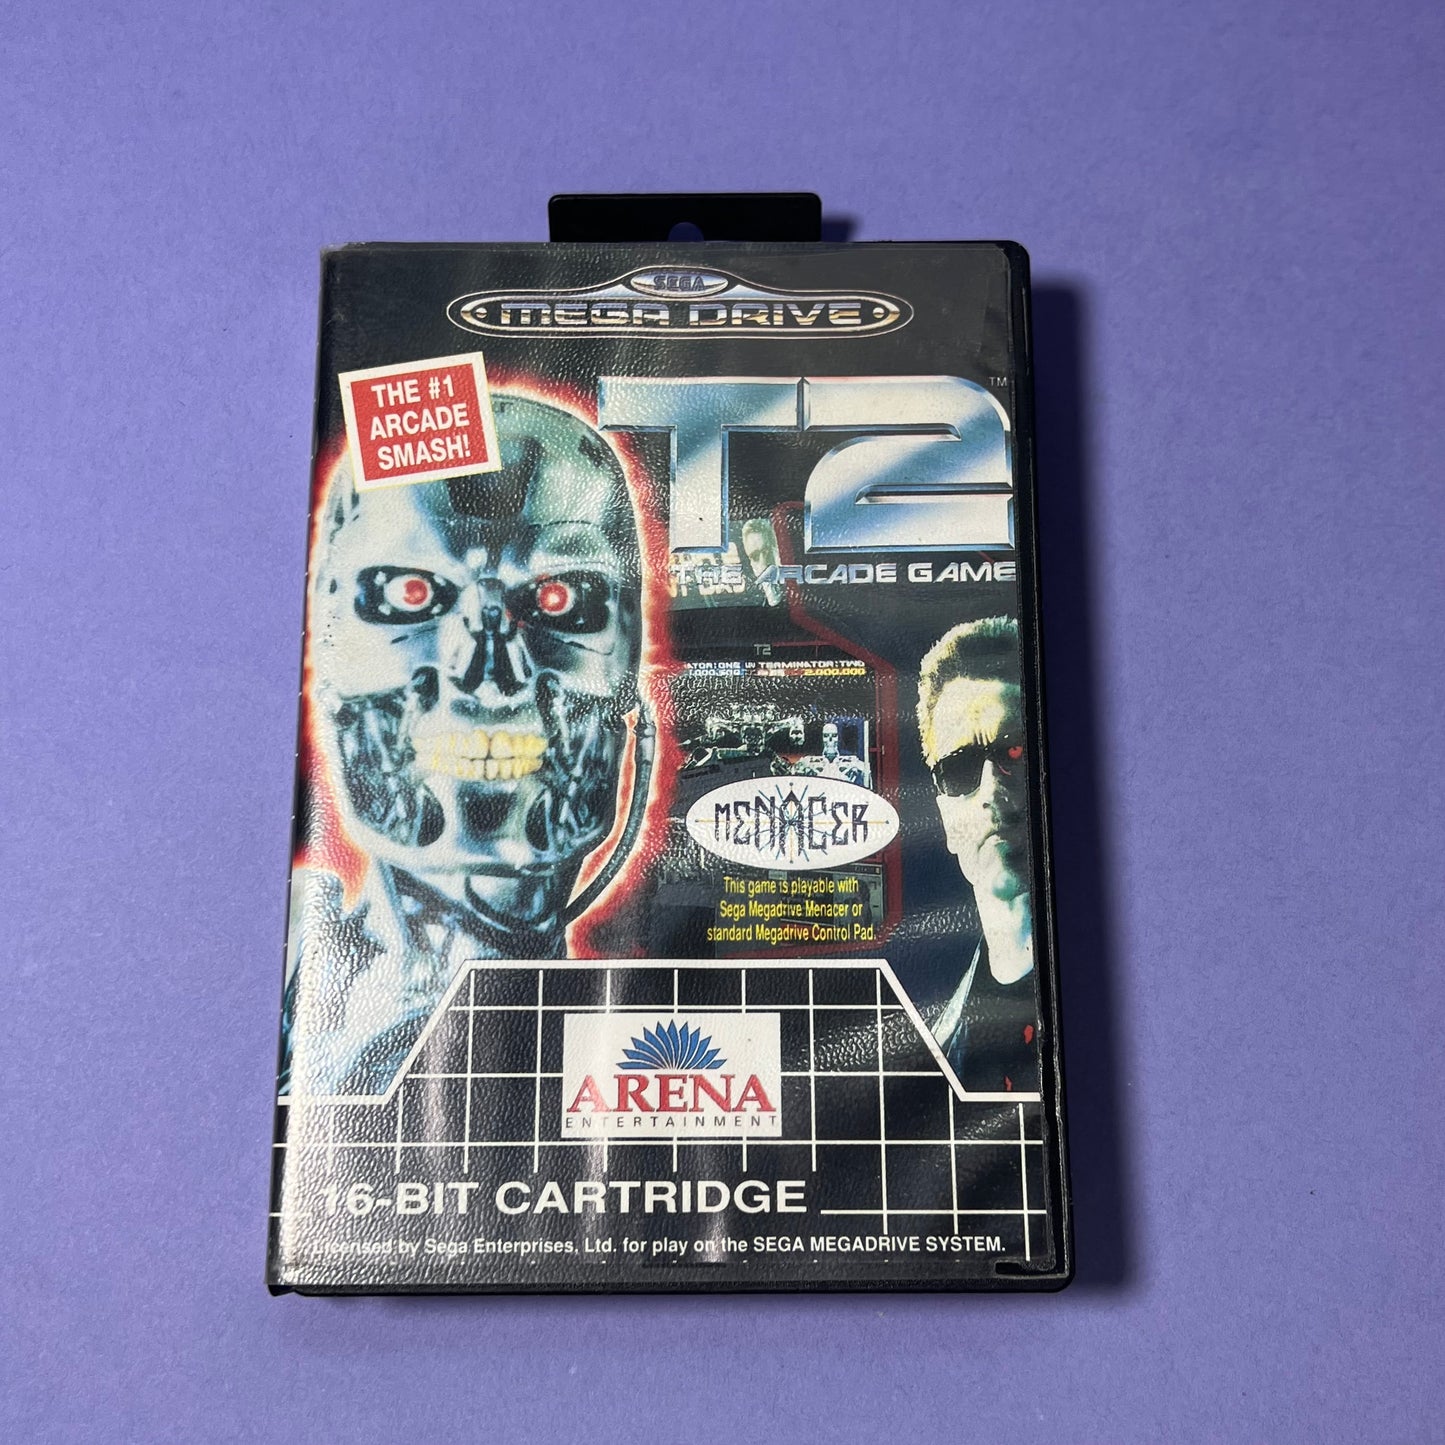 SEGA
MEGA DRIVE
THE #1
ARCADE
SMASH!
T2 ™
THE ARCADE GAME
T2
TERMINATOR:TWO
2.000.000
MENACER
This game is playable with
Sega Megadrive Menacer or
standard Megadrive Control Pad.
ARENA
ENTERTAINMENT
16-BIT CARTRIDGE
Licensed by Sega Enterprises, Ltd. for play on the SEGA MEGADRIVE SYSTEM.